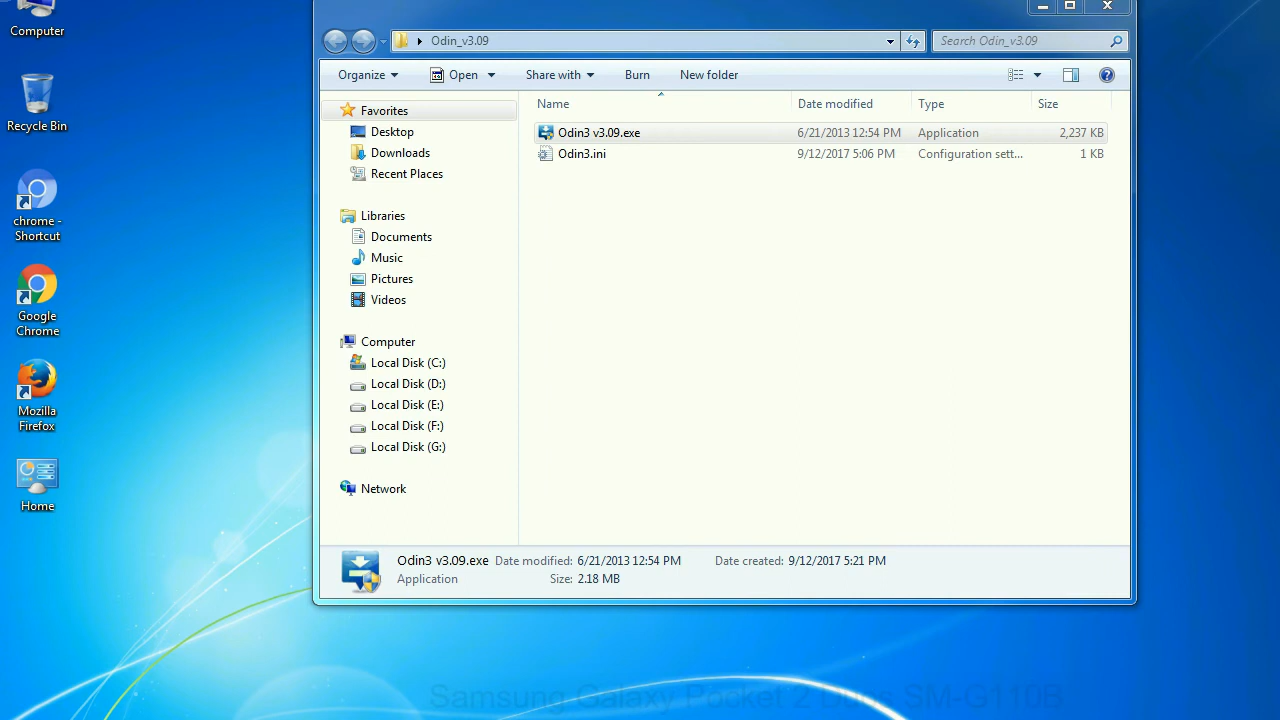 Computer
Recycle Bin
chrome -
Shortcut
Google
Chrome
Mozilla
Firefox
Home
Odin_v3.09
Search Odin_v3.09
Organize
Open
Share with
Burn
New folder
Favorites
Desktop
Downloads
Recent Places
Libraries
Documents
Music
Pictures
Videos
Computer
Local Disk (C:)
Local Disk (D:)
Local Disk (E:)
Local Disk (F:)
Local Disk (G:)
Network
Name Date modified Type Size
Odin3 v3.09.exe 6/21/2013 12:54 PM Application 2,237 KB
Odin3.ini 9/12/2017 5:06 PM Configuration sett... 1 KB
Odin3 v3.09.exe Date modified: 6/21/2013 12:54 PM Date created: 9/12/2017 5:21 PM
Application Size: 2.18 MB
Samsung Galaxy Pocket 2 Duos SM-G110B